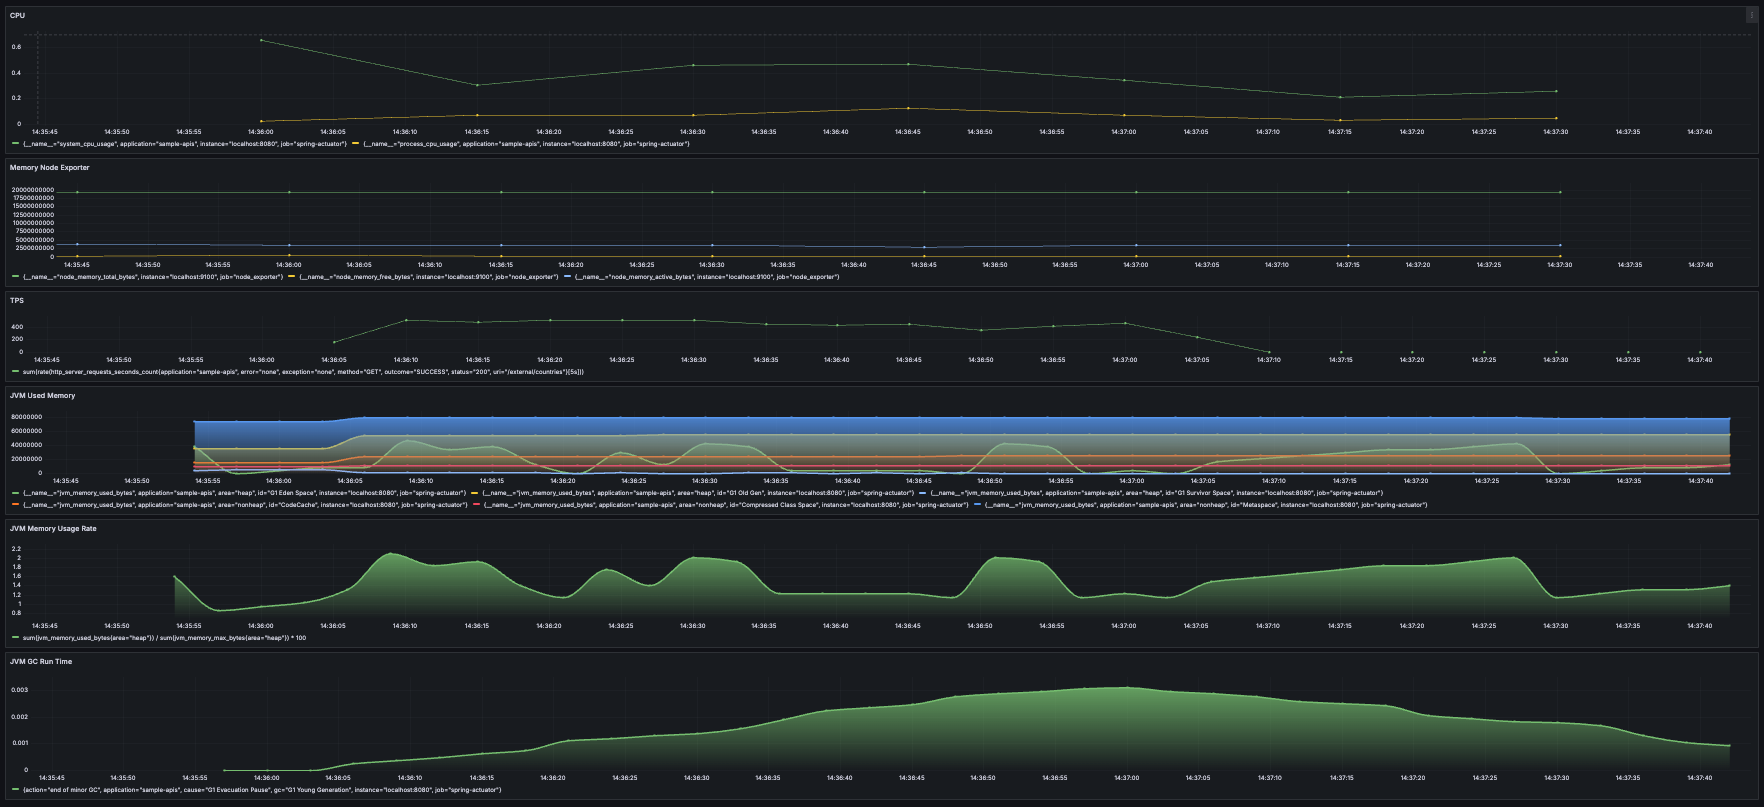 CPU
0.6
0.4
0.2
0
14:35:45 14:35:50 14:35:55 14:36:00 14:36:05 14:36:10 14:36:15 14:36:20 14:36:25 14:36:30 14:36:35 14:36:40 14:36:45 14:36:50 14:36:55 14:37:00 14:37:05 14:37:10 14:37:15 14:37:20 14:37:25 14:37:30 14:37:35 14:37:40
{__name__="system_cpu_usage", application="sample-apis", instance="localhost:8080", job="spring-actuator"} {__name__="process_cpu_usage", application="sample-apis", instance="localhost:8080", job="spring-actuator"}
Memory Node Exporter
20000000000
17500000000
15000000000
12500000000
10000000000
7500000000
5000000000
2500000000
0
14:35:45 14:35:50 14:35:55 14:36:00 14:36:05 14:36:10 14:36:15 14:36:20 14:36:25 14:36:30 14:36:35 14:36:40 14:36:45 14:36:50 14:36:55 14:37:00 14:37:05 14:37:10 14:37:15 14:37:20 14:37:25 14:37:30 14:37:35 14:37:40
{__name__="node_memory_total_bytes", instance="localhost:9100", job="node_exporter"} {__name__="node_memory_free_bytes", instance="localhost:9100", job="node_exporter"} {__name__="node_memory_active_bytes", instance="localhost:9100", job="node_exporter"}
TPS
400
200
0
14:35:45 14:35:50 14:35:55 14:36:00 14:36:05 14:36:10 14:36:15 14:36:20 14:36:25 14:36:30 14:36:35 14:36:40 14:36:45 14:36:50 14:36:55 14:37:00 14:37:05 14:37:10 14:37:15 14:37:20 14:37:25 14:37:30 14:37:35 14:37:40
sum(rate(http_server_requests_seconds_count{application="sample-apis", error="none", exception="none", method="GET", outcome="SUCCESS", status="200", uri="/external/countries"}[5s]))
JVM Used Memory
80000000
60000000
40000000
20000000
0
14:35:45 14:35:50 14:35:55 14:36:00 14:36:05 14:36:10 14:36:15 14:36:20 14:36:25 14:36:30 14:36:35 14:36:40 14:36:45 14:36:50 14:36:55 14:37:00 14:37:05 14:37:10 14:37:15 14:37:20 14:37:25 14:37:30 14:37:35 14:37:40
{__name__="jvm_memory_used_bytes", application="sample-apis", area="heap", id="G1 Eden Space", instance="localhost:8080", job="spring-actuator"} {__name__="jvm_memory_used_bytes", application="sample-apis", area="heap", id="G1 Old Gen", instance="localhost:8080", job="spring-actuator"} {__name__="jvm_memory_used_bytes", application="sample-apis", area="heap", id="G1 Survivor Space", instance="localhost:8080", job="spring-actuator"}
{__name__="jvm_memory_used_bytes", application="sample-apis", area="nonheap", id="CodeCache", instance="localhost:8080", job="spring-actuator"} {__name__="jvm_memory_used_bytes", application="sample-apis", area="nonheap", id="Compressed Class Space", instance="localhost:8080", job="spring-actuator"} {__name__="jvm_memory_used_bytes", application="sample-apis", area="nonheap", id="Metaspace", instance="localhost:8080", job="spring-actuator"}
JVM Memory Usage Rate
2.2
2
1.8
1.6
1.4
1.2
1
0.8
14:35:45 14:35:50 14:35:55 14:36:00 14:36:05 14:36:10 14:36:15 14:36:20 14:36:25 14:36:30 14:36:35 14:36:40 14:36:45 14:36:50 14:36:55 14:37:00 14:37:05 14:37:10 14:37:15 14:37:20 14:37:25 14:37:30 14:37:35 14:37:40
sum(jvm_memory_used_bytes{area="heap"}) / sum(jvm_memory_max_bytes{area="heap"}) * 100
JVM GC Run Time
0.003
0.002
0.001
0
14:35:45 14:35:50 14:35:55 14:36:00 14:36:05 14:36:10 14:36:15 14:36:20 14:36:25 14:36:30 14:36:35 14:36:40 14:36:45 14:36:50 14:36:55 14:37:00 14:37:05 14:37:10 14:37:15 14:37:20 14:37:25 14:37:30 14:37:35 14:37:40
{action="end of minor GC", application="sample-apis", cause="G1 Evacuation Pause", gc="G1 Young Generation", instance="localhost:8080", job="spring-actuator"}